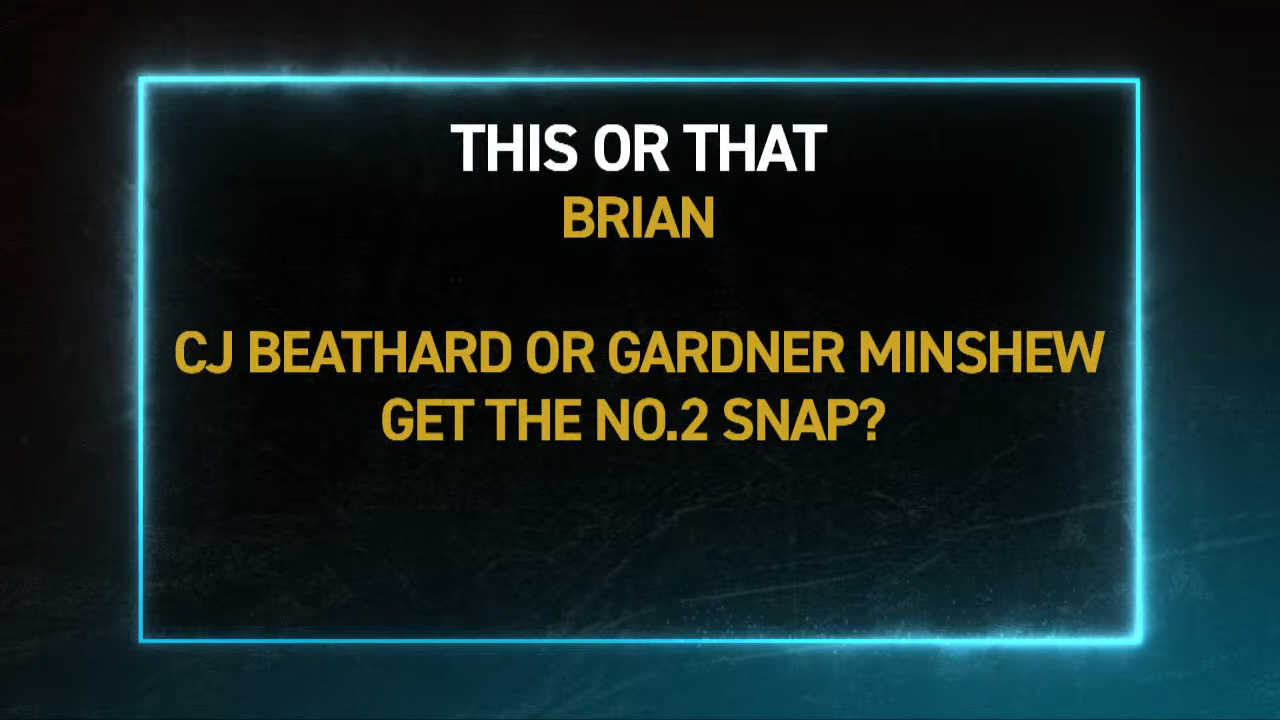 THIS OR THAT
BRIAN
CJ BEATHARD OR GARDNER MINSHEW
GET THE NO.2 SNAP?